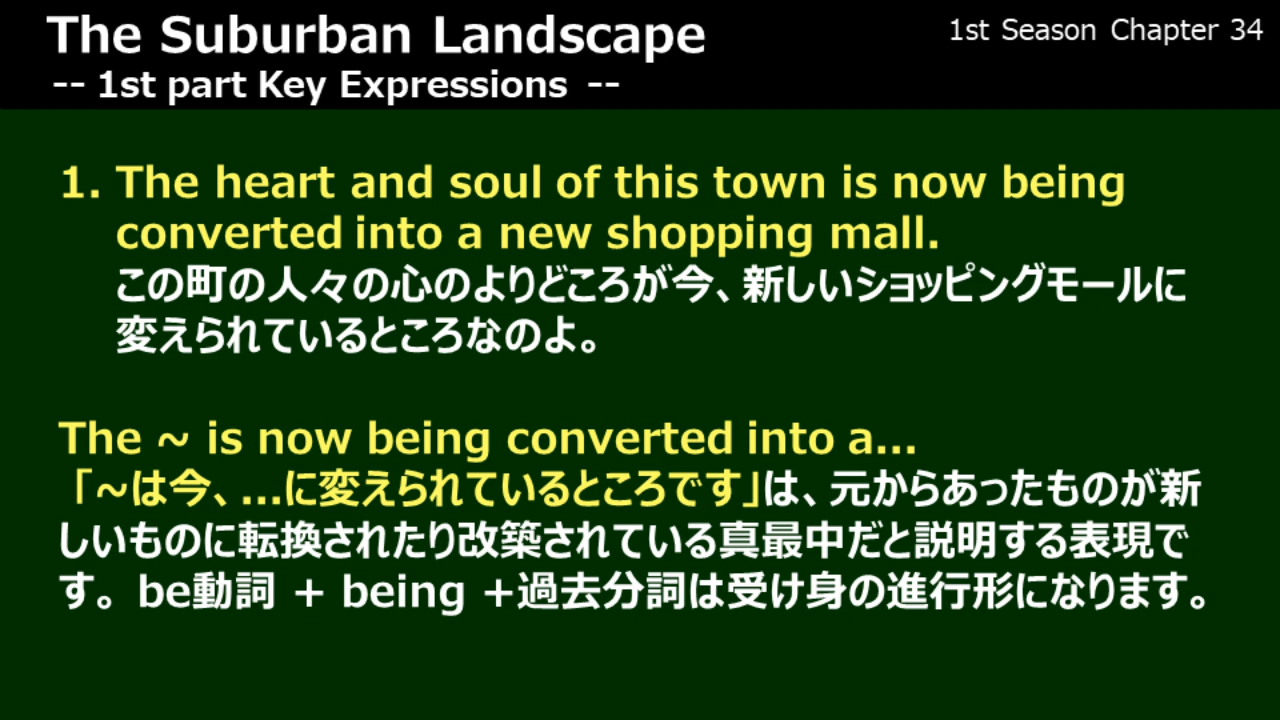 The Suburban Landscape
1st Season Chapter 34
-- 1st part Key Expressions --
1. The heart and soul of this town is now being
converted into a new shopping mall.
この町の人々の心のよりどころが今、新しいショッピングモールに
変えられているところなのよ。
The ~ is now being converted into a...
「~は今、...に変えられているところです」は、元からあったものが新
しいものに転換されたり改築されている真最中だと説明する表現で
す。be動詞 + being +過去分詞は受け身の進行形になります。